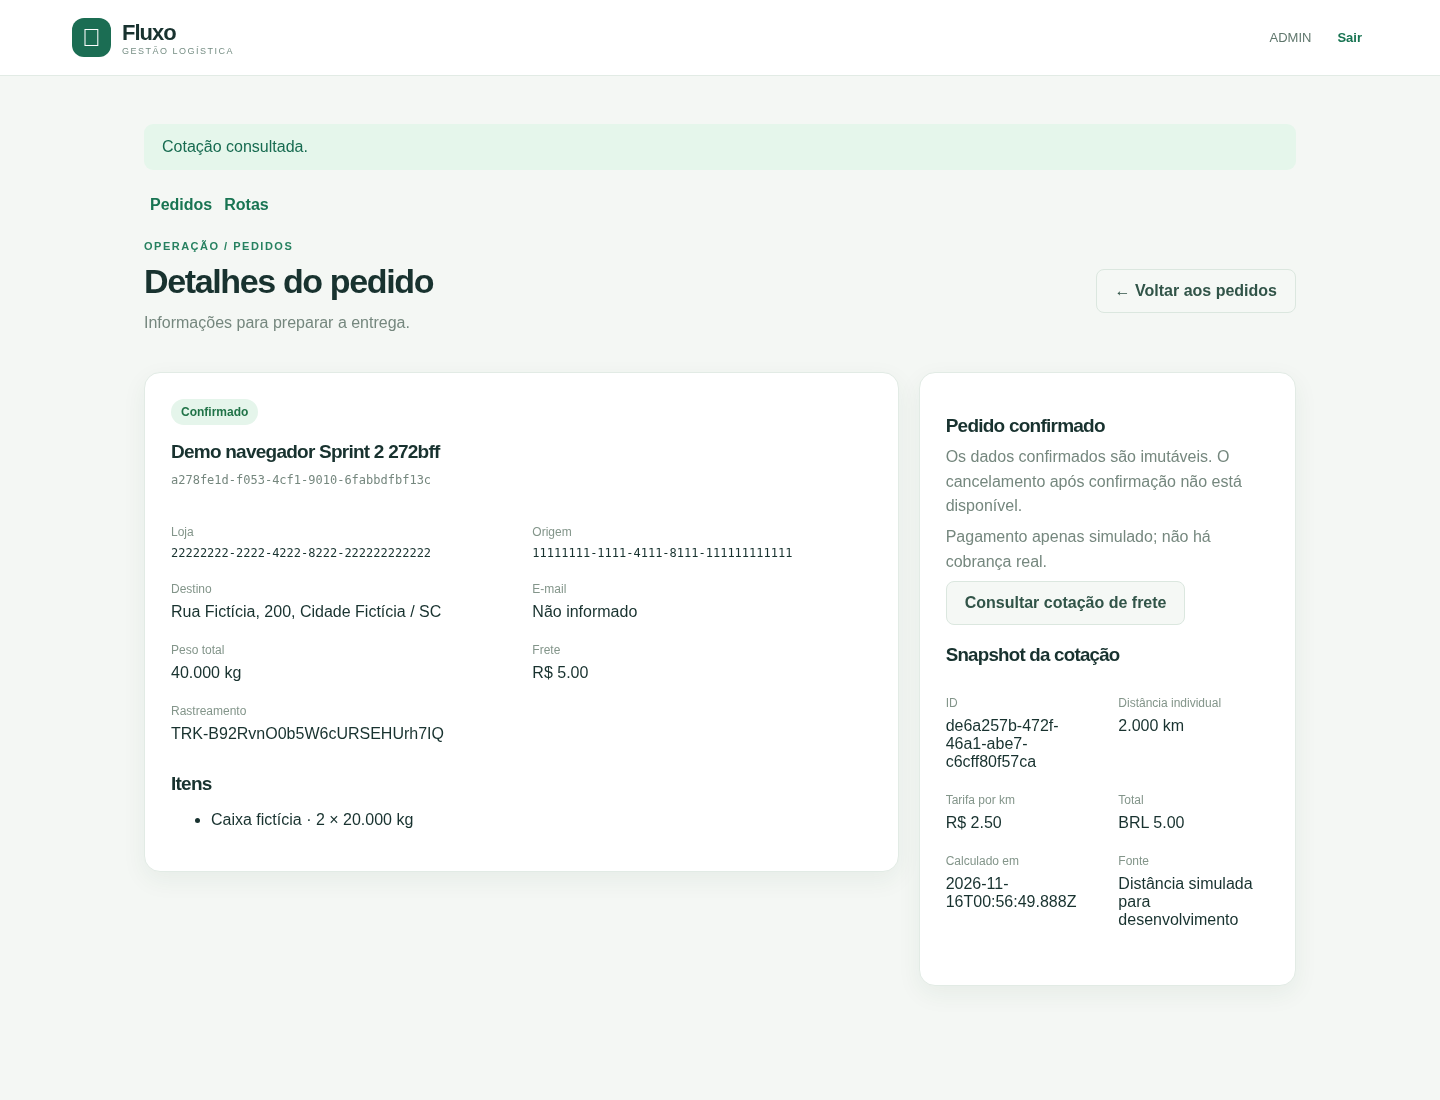 Fluxo
GESTÃO LOGÍSTICA
ADMIN
Sair
Cotação consultada.
Pedidos Rotas
OPERAÇÃO / PEDIDOS
Detalhes do pedido
Informações para preparar a entrega.
← Voltar aos pedidos
Confirmado
Demo navegador Sprint 2 272bff
a278fe1d-f053-4cf1-9010-6fabbdfbf13c
Loja
22222222-2222-4222-8222-222222222222
Origem
11111111-1111-4111-8111-111111111111
Destino
Rua Fictícia, 200, Cidade Fictícia / SC
E-mail
Não informado
Peso total
40.000 kg
Frete
R$ 5.00
Rastreamento
TRK-B92RvnO0b5W6cURSEHUrh7IQ
Itens
• Caixa fictícia · 2 × 20.000 kg
Pedido confirmado
Os dados confirmados são imutáveis. O
cancelamento após confirmação não está
disponível.
Pagamento apenas simulado; não há
cobrança real.
Consultar cotação de frete
Snapshot da cotação
ID
de6a257b-472f-
46a1-abe7-
c6cff80f57ca
Distância individual
2.000 km
Tarifa por km
R$ 2.50
Total
BRL 5.00
Calculado em
2026-11-
16T00:56:49.888Z
Fonte
Distância simulada
para
desenvolvimento